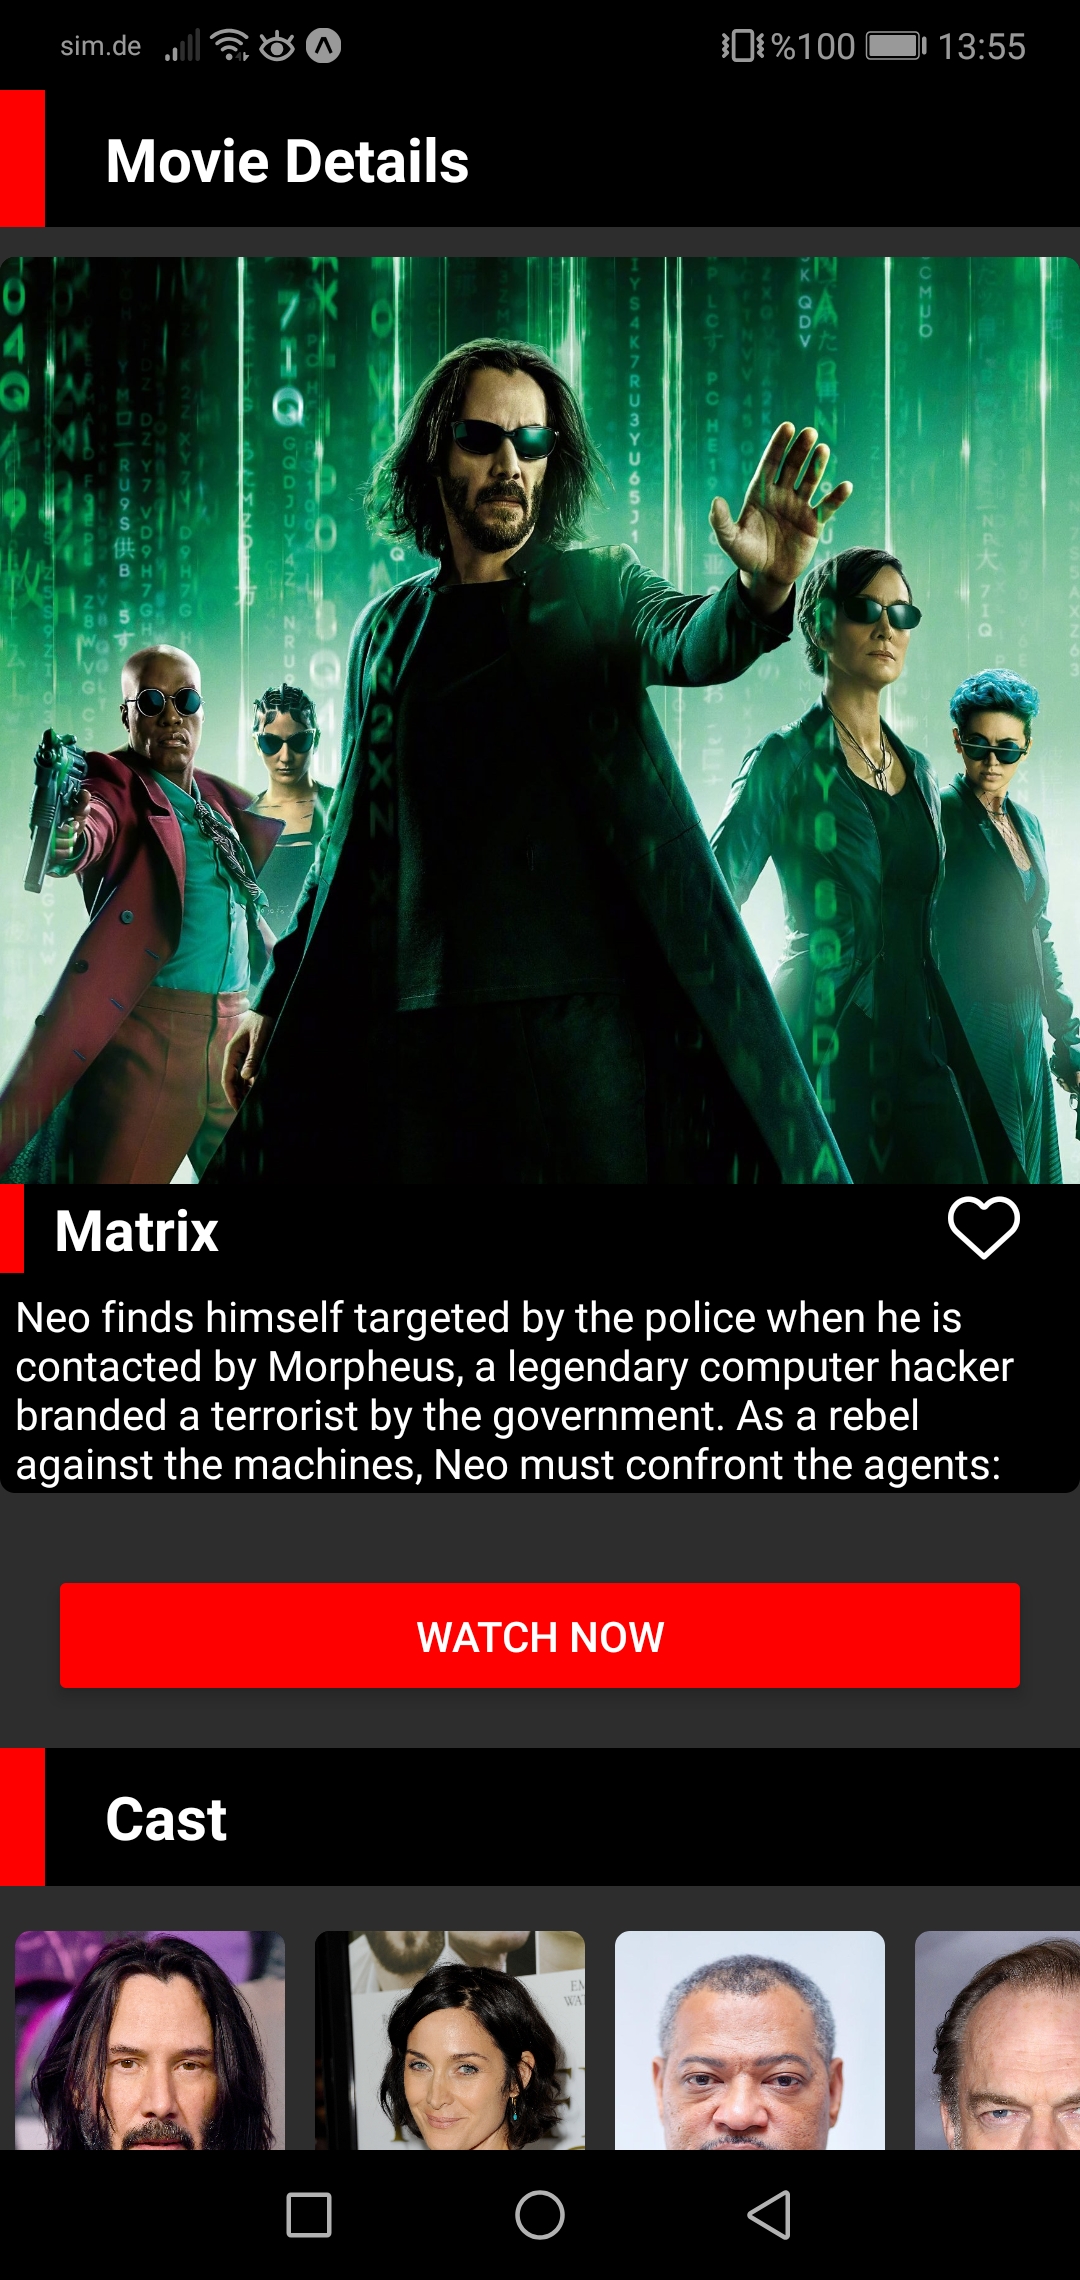 sim.de %100 13:55
Movie Details
Matrix
Neo finds himself targeted by the police when he is
contacted by Morpheus, a legendary computer hacker
branded a terrorist by the government. As a rebel
against the machines, Neo must confront the agents:
WATCH NOW
Cast